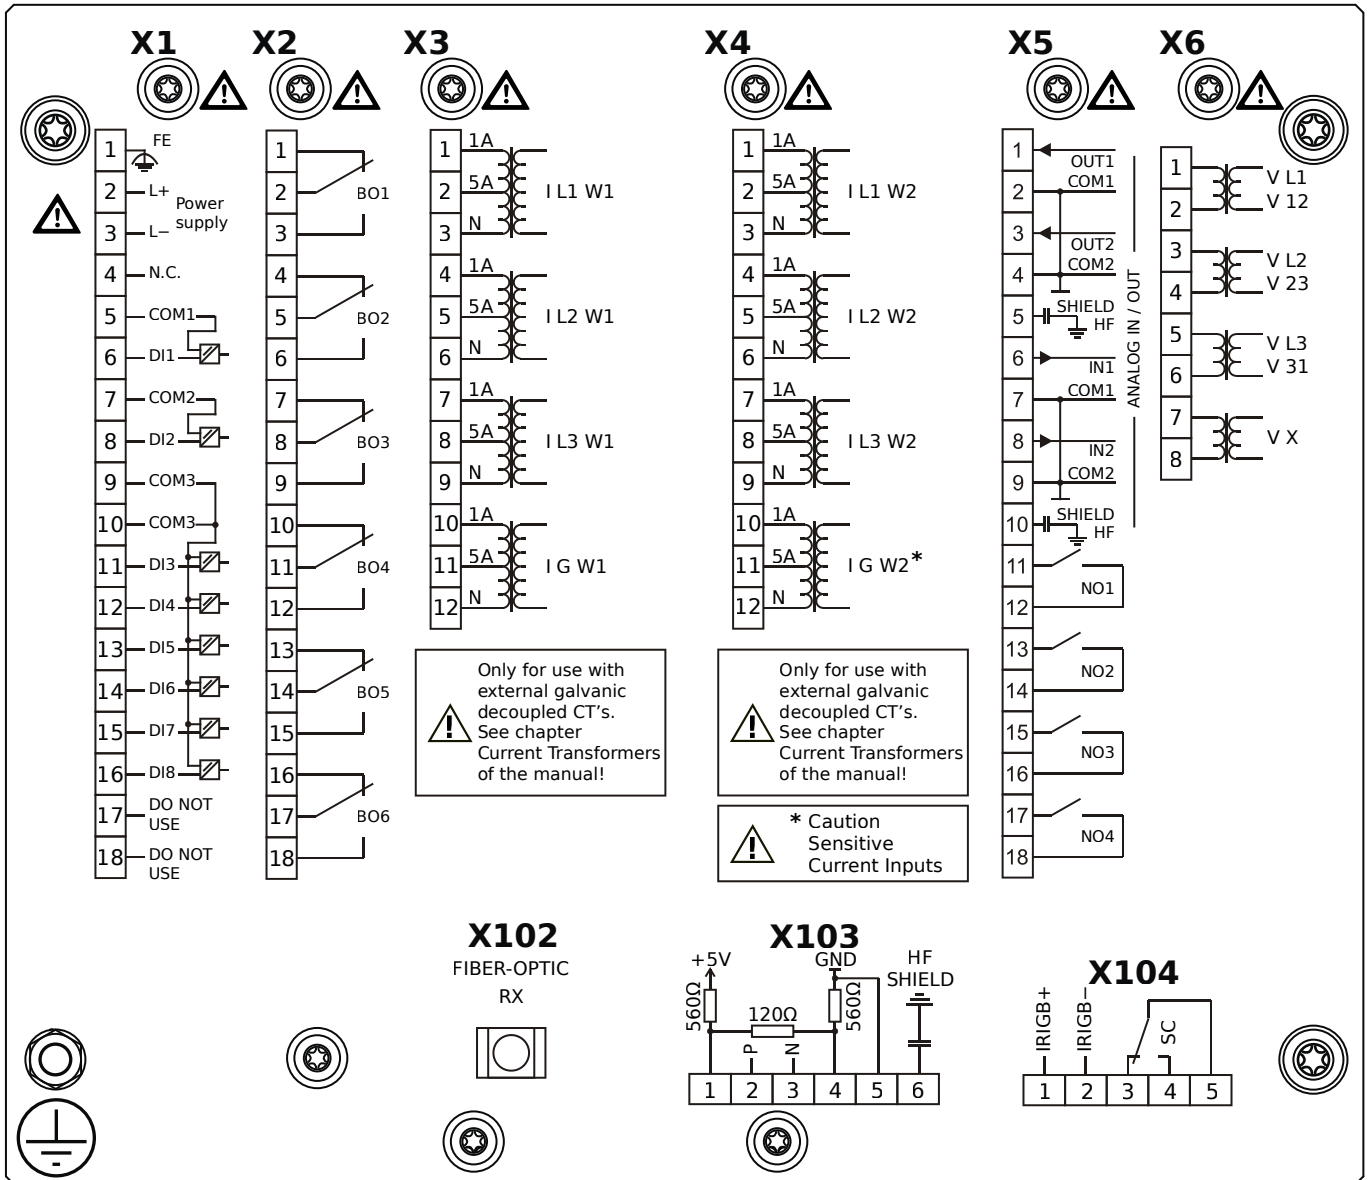 X1
X2
X3
X4
X5
X6
1
FE
2
L+
Power
supply
3
L−
4
N.C.
5
COM1
6
DI1
7
COM2
8
DI2
9
COM3
10
COM3
11
DI3
12
DI4
13
DI5
14
DI6
15
DI7
16
DI8
17
DO NOT
USE
18
DO NOT
USE
1
2
BO1
3
4
5
BO2
6
7
8
BO3
9
10
11
BO4
12
13
14
BO5
15
16
17
BO6
18
1
1A
2
5A
I L1 W1
3
N
4
1A
5
5A
I L2 W1
6
N
7
1A
8
5A
I L3 W1
9
N
10
1A
11
5A
I G W1
12
N
Only for use with
external galvanic
decoupled CT's.
See chapter
Current Transformers
of the manual!
1
1A
2
5A
I L1 W2
3
N
4
1A
5
5A
I L2 W2
6
N
7
1A
8
5A
I L3 W2
9
N
10
1A
11
5A
I G W2*
12
N
Only for use with
external galvanic
decoupled CT's.
See chapter
Current Transformers
of the manual!
* Caution
Sensitive
Current Inputs
1
OUT1
2
COM1
3
OUT2
4
COM2
5
SHIELD
HF
6
IN1
7
COM1
8
IN2
9
COM2
10
SHIELD
HF
ANALOG IN / OUT
11
NO1
12
13
NO2
14
15
NO3
16
17
NO4
18
1
V L1
2
V 12
3
V L2
4
V 23
5
V L3
6
V 31
7
V X
8
X102
FIBER-OPTIC
RX
X103
+5V
GND
HF
SHIELD
560Ω
120Ω
560Ω
P
N
1 2 3 4 5 6
X104
IRIGB+
IRIGB−
SC
1 2 3 4 5